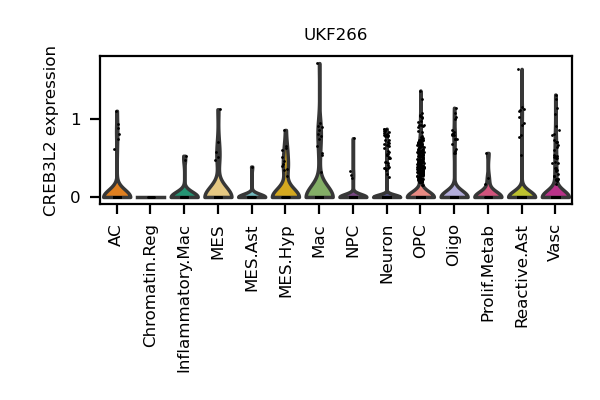 UKF266
CREB3L2 expression
1
0
AC
Chromatin.Reg
Inflammatory.Mac
MES
MES.Ast
MES.Hyp
Mac
NPC
Neuron
OPC
Oligo
Prolif.Metab
Reactive.Ast
Vasc